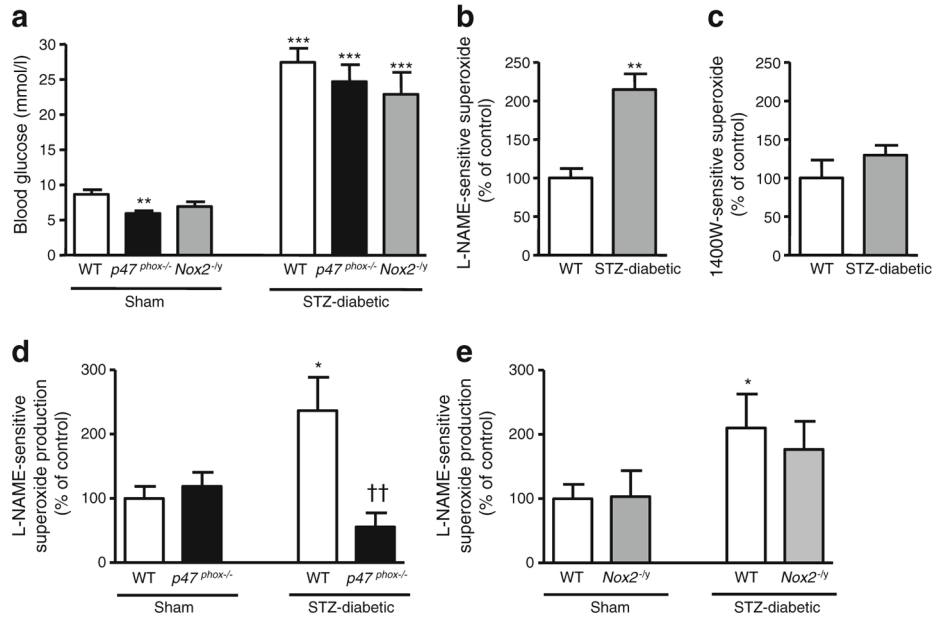 a
Blood glucose (mmol/l)
30
25
20
15
10
5
0
**
***
***
***
WT p47 phox-/- Nox2-/y
WT p47 phox-/- Nox2-/y
Sham
STZ-diabetic
b
L-NAME-sensitive superoxide
(% of control)
250
200
150
100
50
0
**
WT STZ-diabetic
c
1400W-sensitive superoxide
(% of control)
250
200
150
100
50
0
WT STZ-diabetic
d
L-NAME-sensitive
superoxide production
(% of control)
300
200
100
0
*
††
WT p47 phox-/-
WT p47 phox-/-
Sham
STZ-diabetic
e
L-NAME-sensitive
superoxide production
(% of control)
300
200
100
0
*
WT Nox2-/y
WT Nox2-/y
Sham
STZ-diabetic